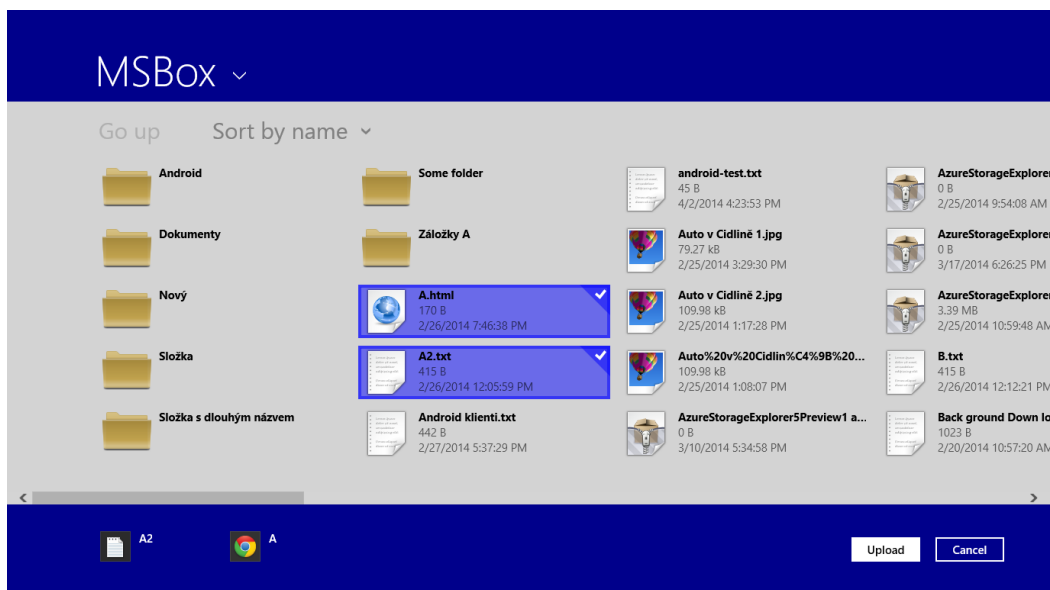 MSBox
Go up
Sort by name
Android
Dokumenty
Nový
Složka
Složka s dlouhým názvem
Some folder
Záložky A
A.html
170 B
2/26/2014 7:46:38 PM
A2.txt
415 B
2/26/2014 12:05:59 PM
Android klienti.txt
442 B
2/27/2014 5:37:29 PM
android-test.txt
45 B
4/2/2014 4:23:53 PM
Auto v Cidlině 1.jpg
79.27 kB
2/25/2014 3:29:30 PM
Auto v Cidlině 2.jpg
109.98 kB
2/25/2014 1:17:28 PM
Auto%20v%20Cidlin%C4%9B%20...
109.98 kB
2/25/2014 1:08:07 PM
AzureStorageExplorer5Preview1 a...
0 B
3/10/2014 5:34:58 PM
AzureStorageExplorer
0 B
2/25/2014 9:54:08 AM
AzureStorageExplorer
0 B
3/17/2014 6:26:25 PM
AzureStorageExplorer
3.39 MB
2/25/2014 10:59:48 AM
B.txt
415 B
2/26/2014 12:12:21 PM
Back ground Down lo
1023 B
2/20/2014 10:57:20 AM
A2
A
Upload
Cancel